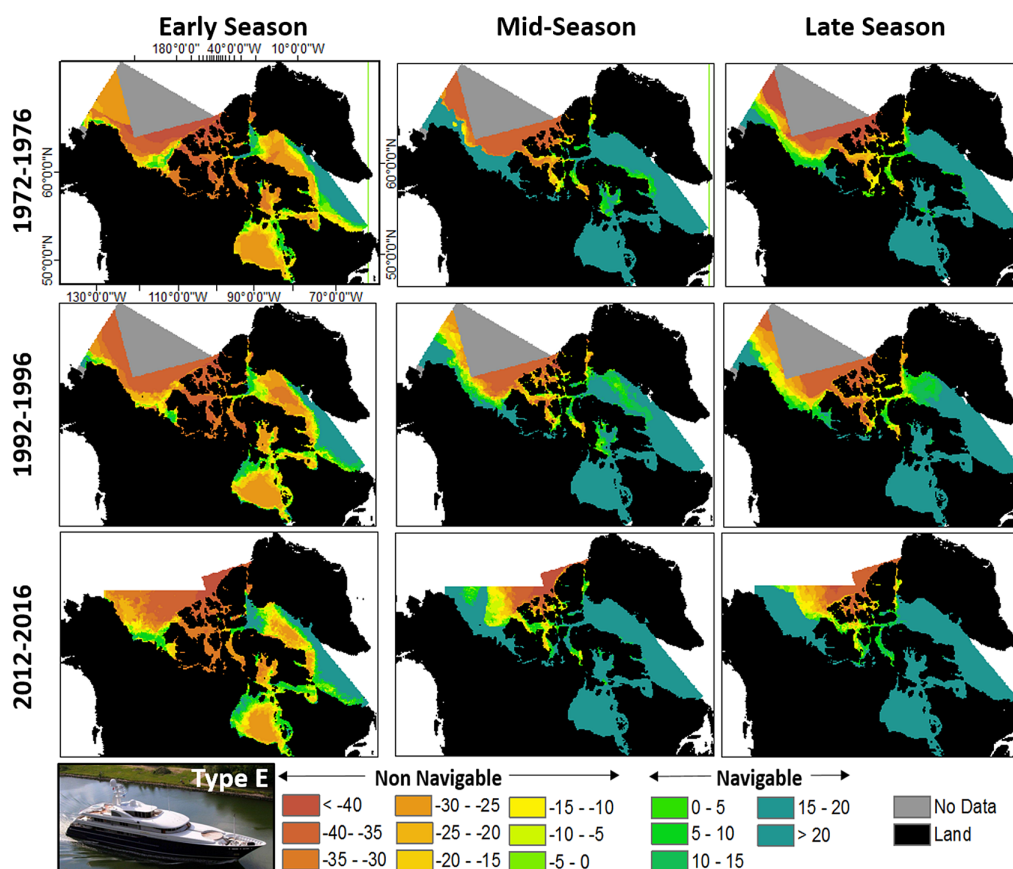 Early Season
Mid-Season
Late Season
180°0'0" 40°0'0"W 10°0'0"W
1972-1976
60°0'0"N
50°0'0"N
60°0'0"N
50°0'0"N
130°0'0"W 110°0'0"W 90°0'0"W 70°0'0"W
1992-1996
2012-2016
Type E
Non Navigable
Navigable
< -40
-40- -35
-35 - -30
-30 - -25
-25 - -20
-20 - -15
-15 - -10
-10 - -5
-5 - 0
0 - 5
5 - 10
10 - 15
15 - 20
> 20
No Data
Land